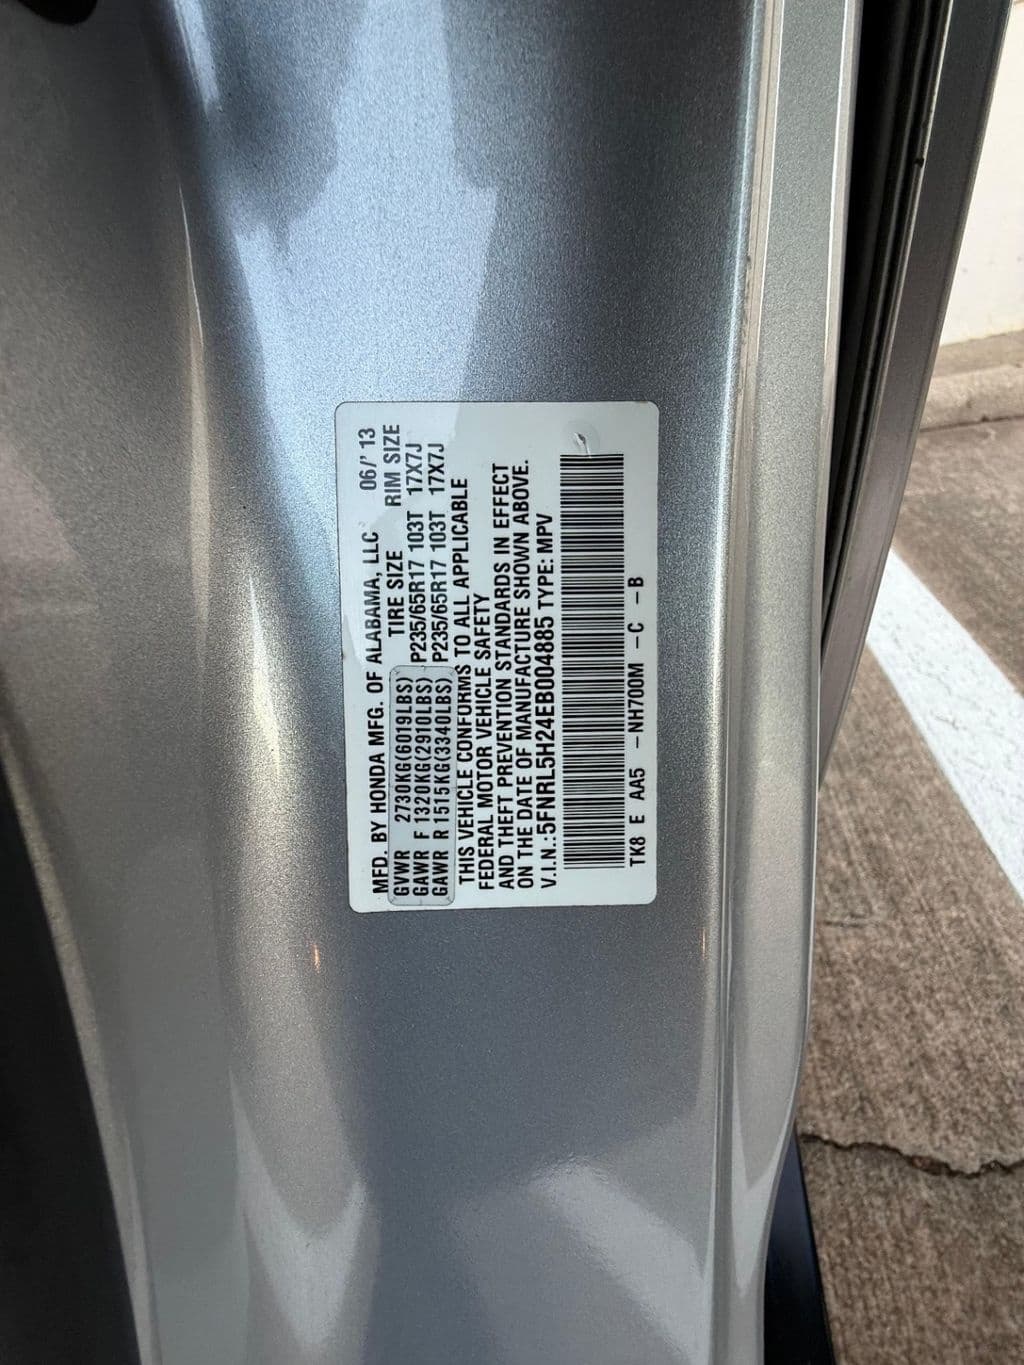 MFD. BY HONDA MFG. OF ALABAMA, LLC 06/'13
TIRE SIZE RIM SIZE
GVWR 2730KG(6019LBS)
GAWR F 1320KG(2910LBS) P235/65R17 103T 17X7J
GAWR R 1515KG(3340LBS) P235/65R17 103T 17X7J
THIS VEHICLE CONFORMS TO ALL APPLICABLE
FEDERAL MOTOR VEHICLE SAFETY
AND THEFT PREVENTION STANDARDS IN EFFECT
ON THE DATE OF MANUFACTURE SHOWN ABOVE.
V.I.N.:5FNRL5H24EB004885 TYPE: MPV
TK8 E AA5 -NH700M -C -B